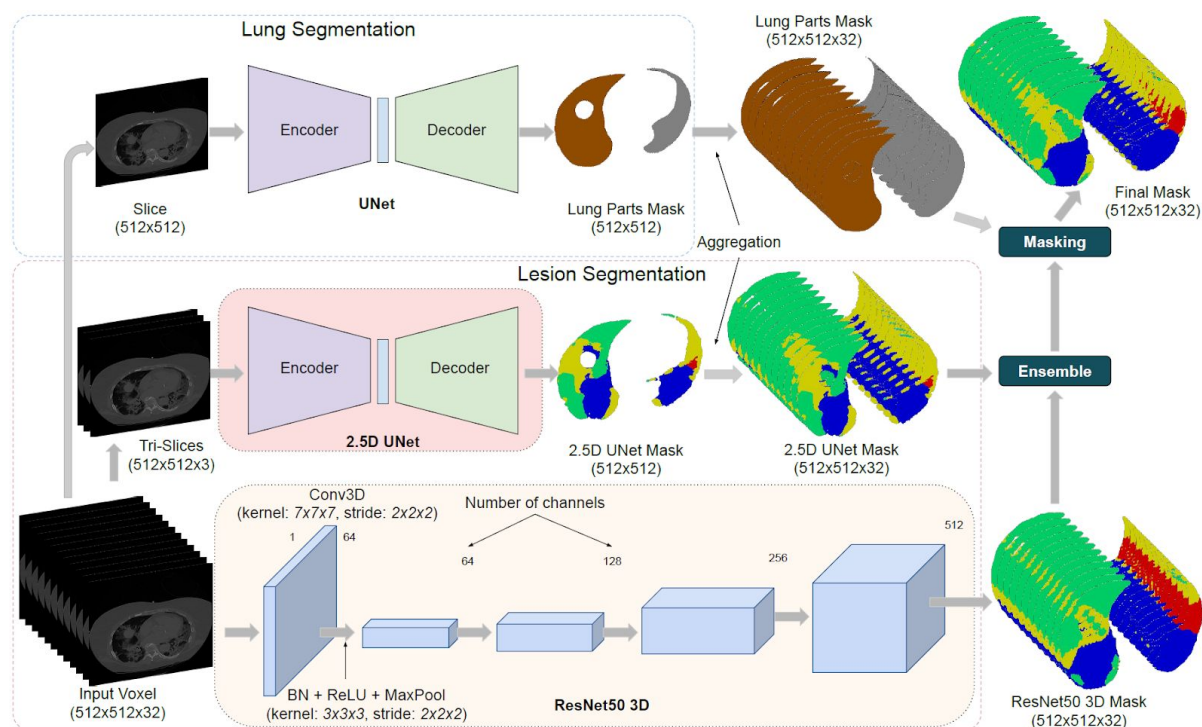 Lung Segmentation
Slice
(512x512)
Encoder
Decoder
UNet
Lung Parts Mask
(512x512)
Lung Parts Mask
(512x512x32)
Final Mask
(512x512x32)
Aggregation
Masking
Lesion Segmentation
Tri-Slices
(512x512x3)
Encoder
Decoder
2.5D UNet
2.5D UNet Mask
(512x512)
2.5D UNet Mask
(512x512x32)
Ensemble
Input Voxel
(512x512x32)
Conv3D
(kernel: 7x7x7, stride: 2x2x2)
1
64
Number of channels
64
128
256
512
BN + ReLU + MaxPool
(kernel: 3x3x3, stride: 2x2x2)
ResNet50 3D
ResNet50 3D Mask
(512x512x32)